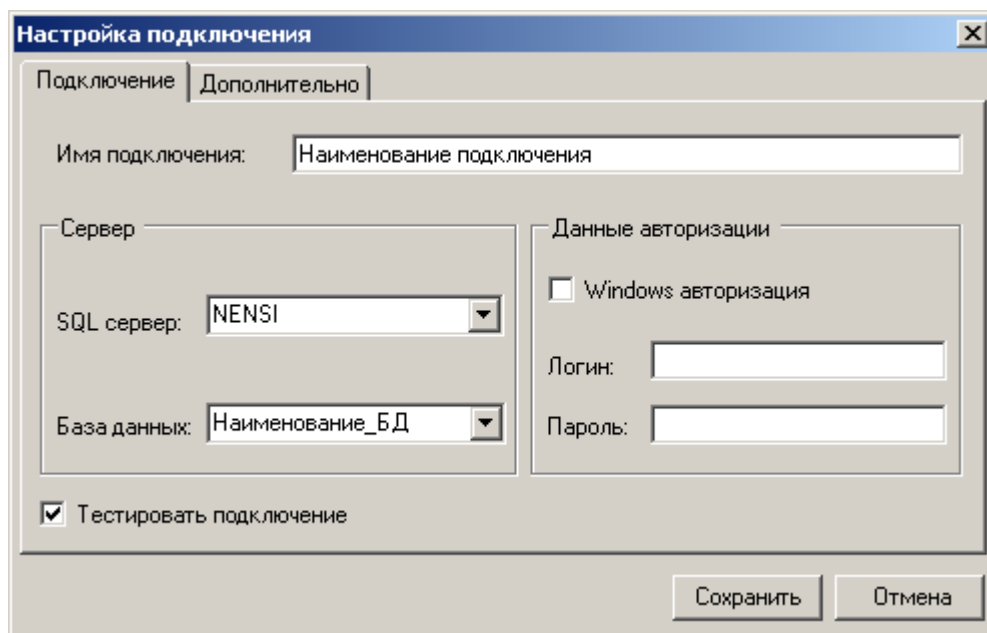 Настройка подключения
Подключение
Дополнительно
Имя подключения:
Наименование подключения
Сервер
SQL сервер:
NENSI
База данных:
Наименование_БД
Данные авторизации
Windows авторизация
Логин:
Пароль:
Тестировать подключение
Сохранить
Отмена